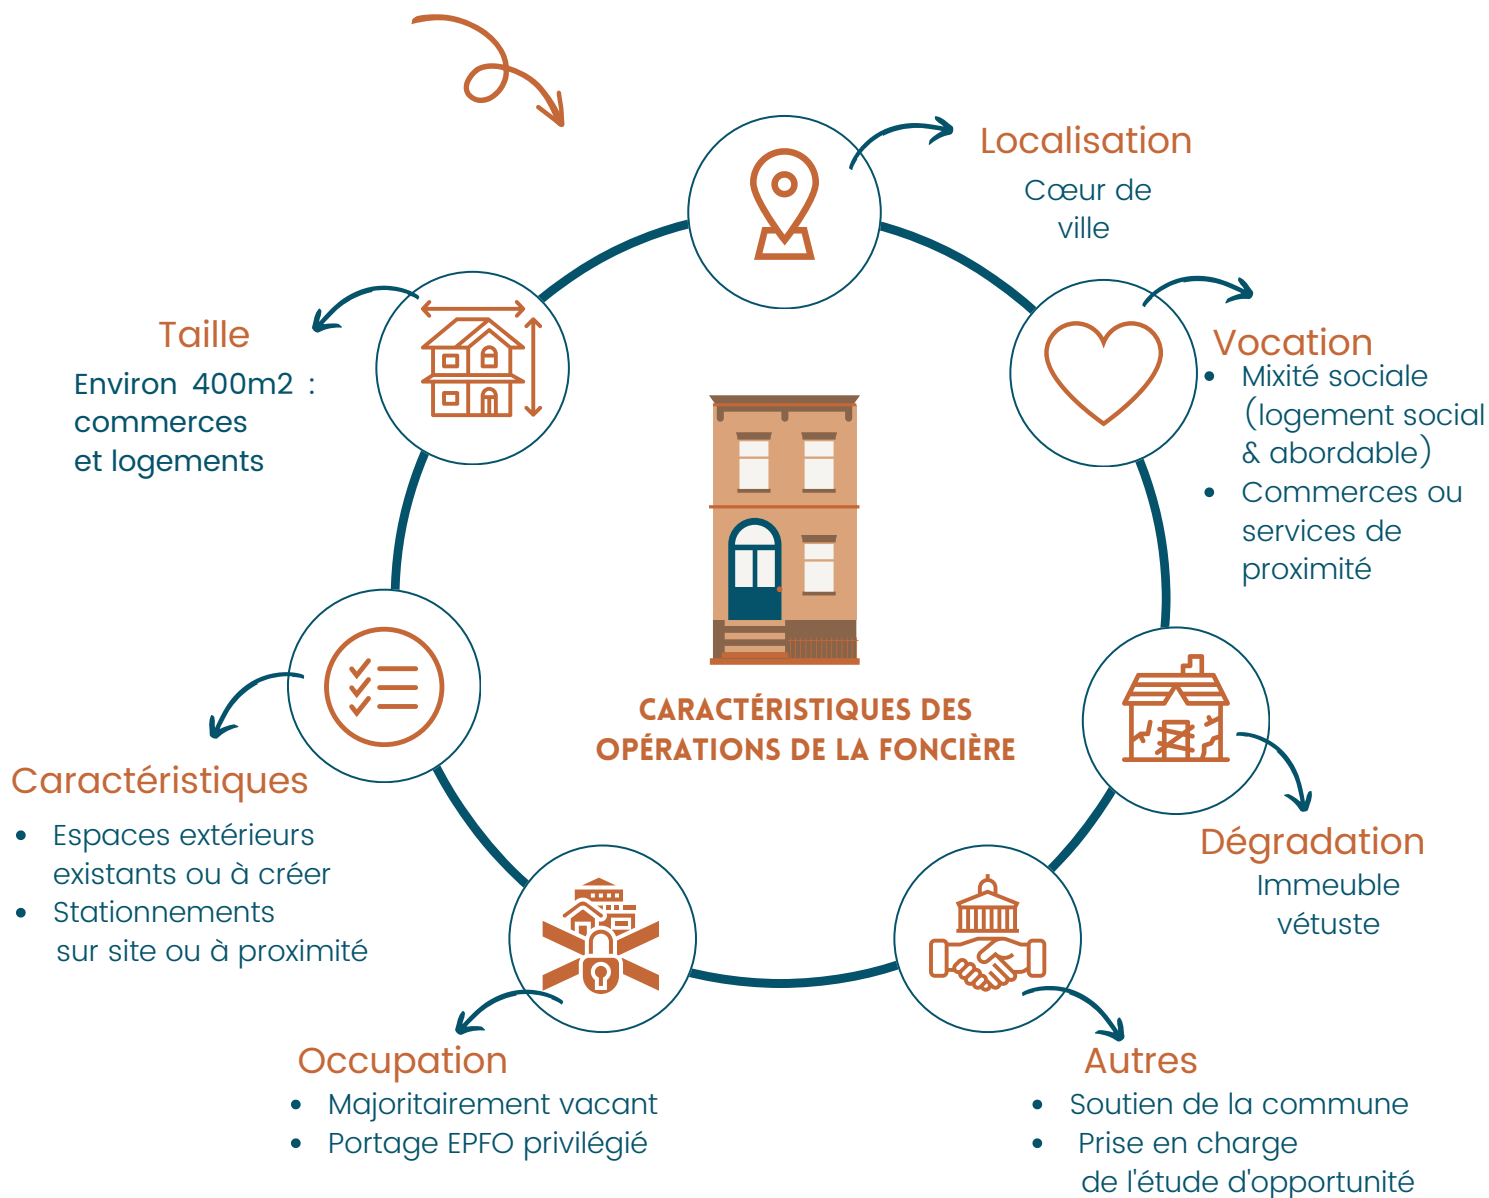 Localisation
Cœur de
ville
Vocation
• Mixité sociale
(logement social
& abordable)
• Commerces ou
services de
proximité
Dégradation
Immeuble
vétuste
Autres
• Soutien de la commune
• Prise en charge
de l'étude d'opportunité
Occupation
• Majoritairement vacant
• Portage EPFO privilégié
Caractéristiques
• Espaces extérieurs
existants ou à créer
• Stationnements
sur site ou à proximité
Taille
Environ 400m2 :
commerces
et logements
CARACTÉRISTIQUES DES
OPÉRATIONS DE LA FONCIÈRE